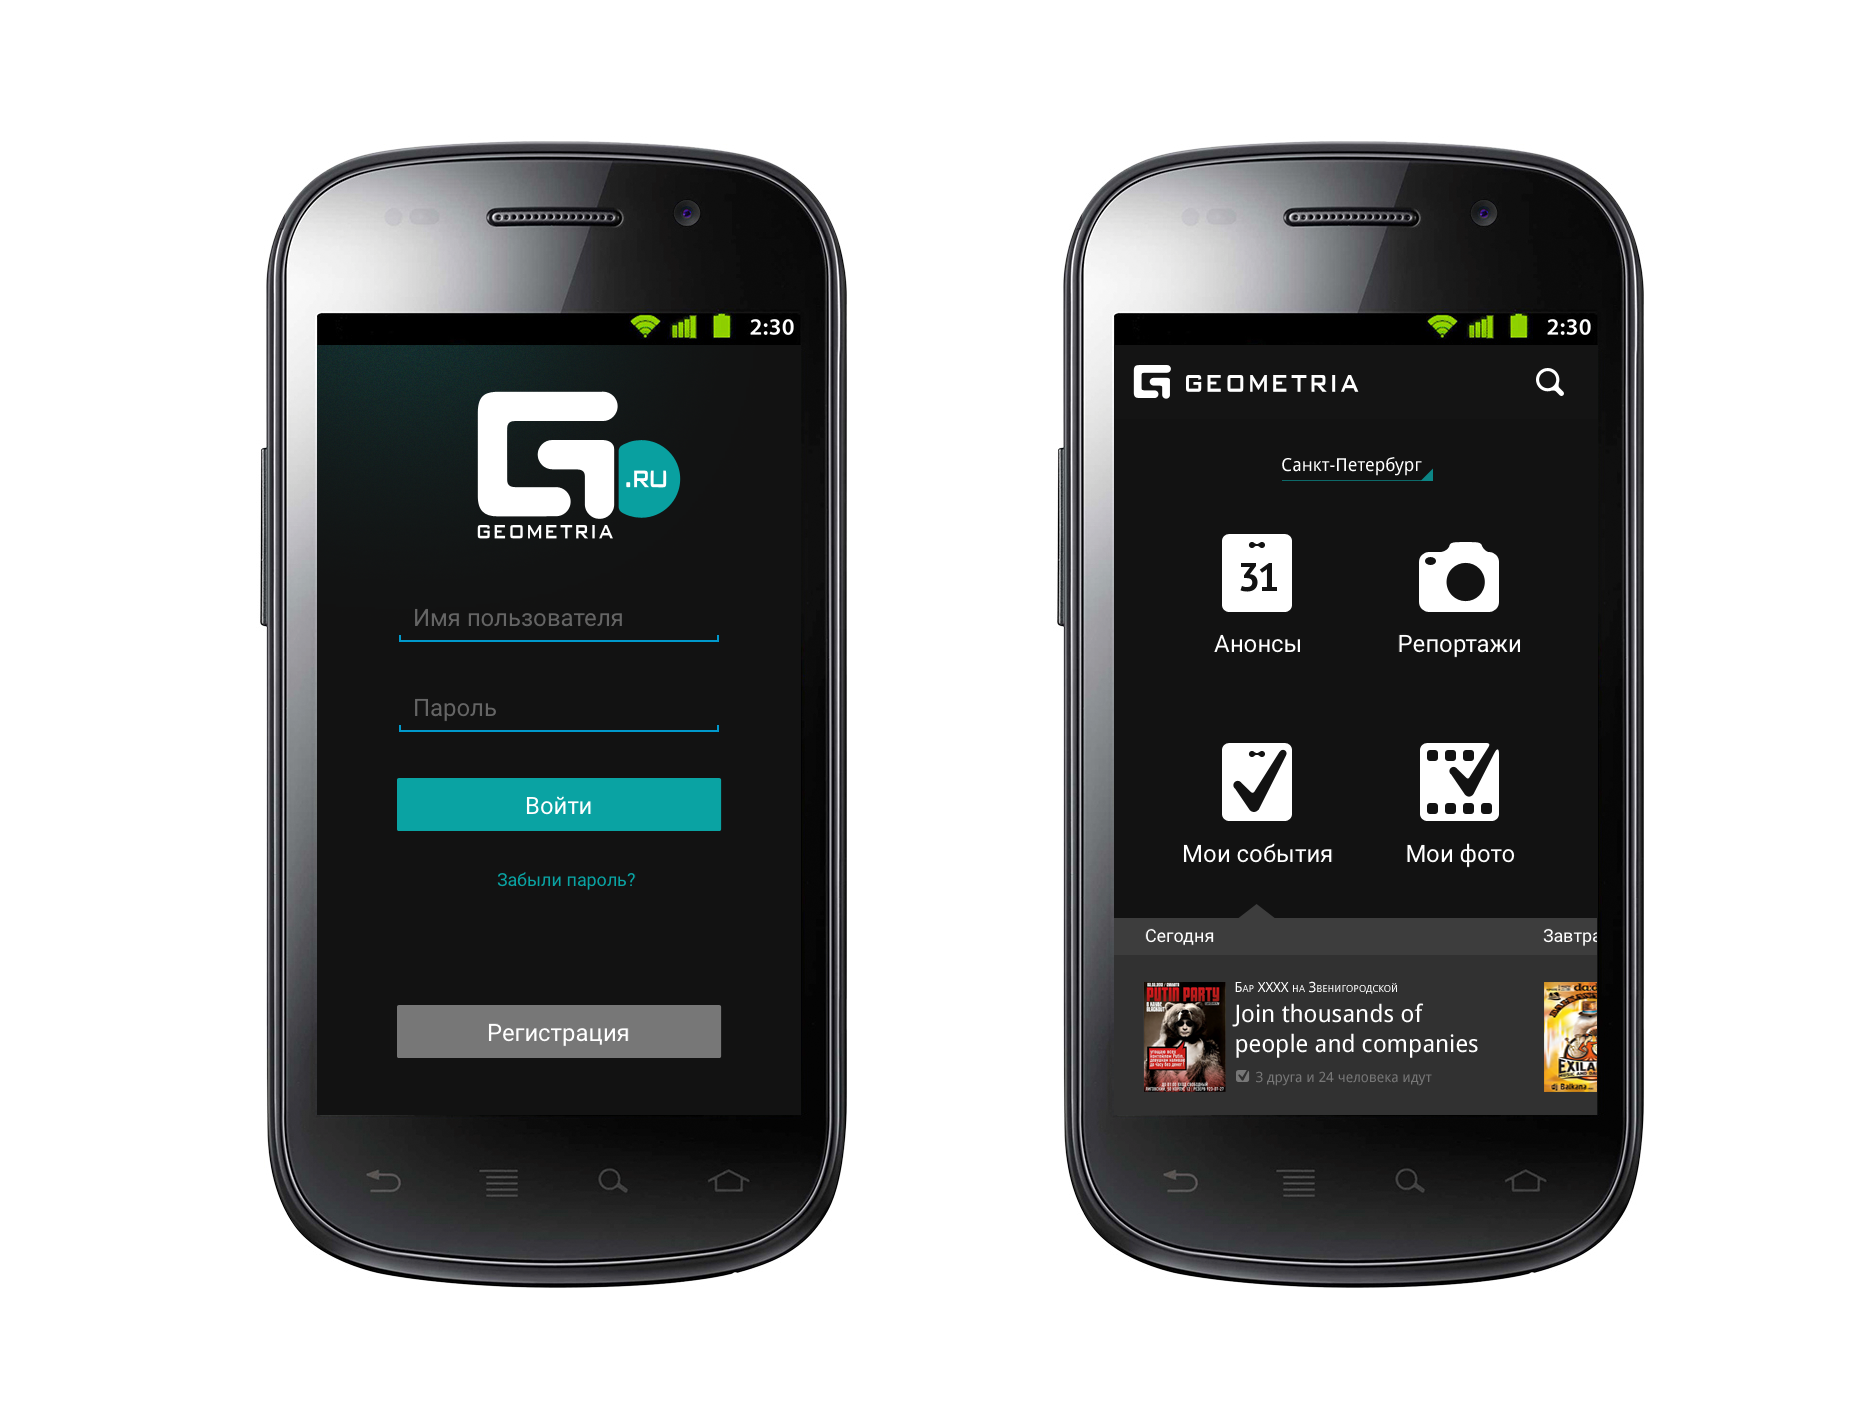 2:30
.RU
GEOMETRIA
Имя пользователя
Пароль
Войти
Забыли пароль?
Регистрация
2:30
GEOMETRIA
Санкт-Петербург
31
Анонсы
Репортажи
Мои события
Мои фото
Сегодня
Завтра
PUTIN PARTY
Бар XXXX на Звенигородской
Join thousands of
people and companies
3 друга и 24 человека идут
EXILA
dj Balkana